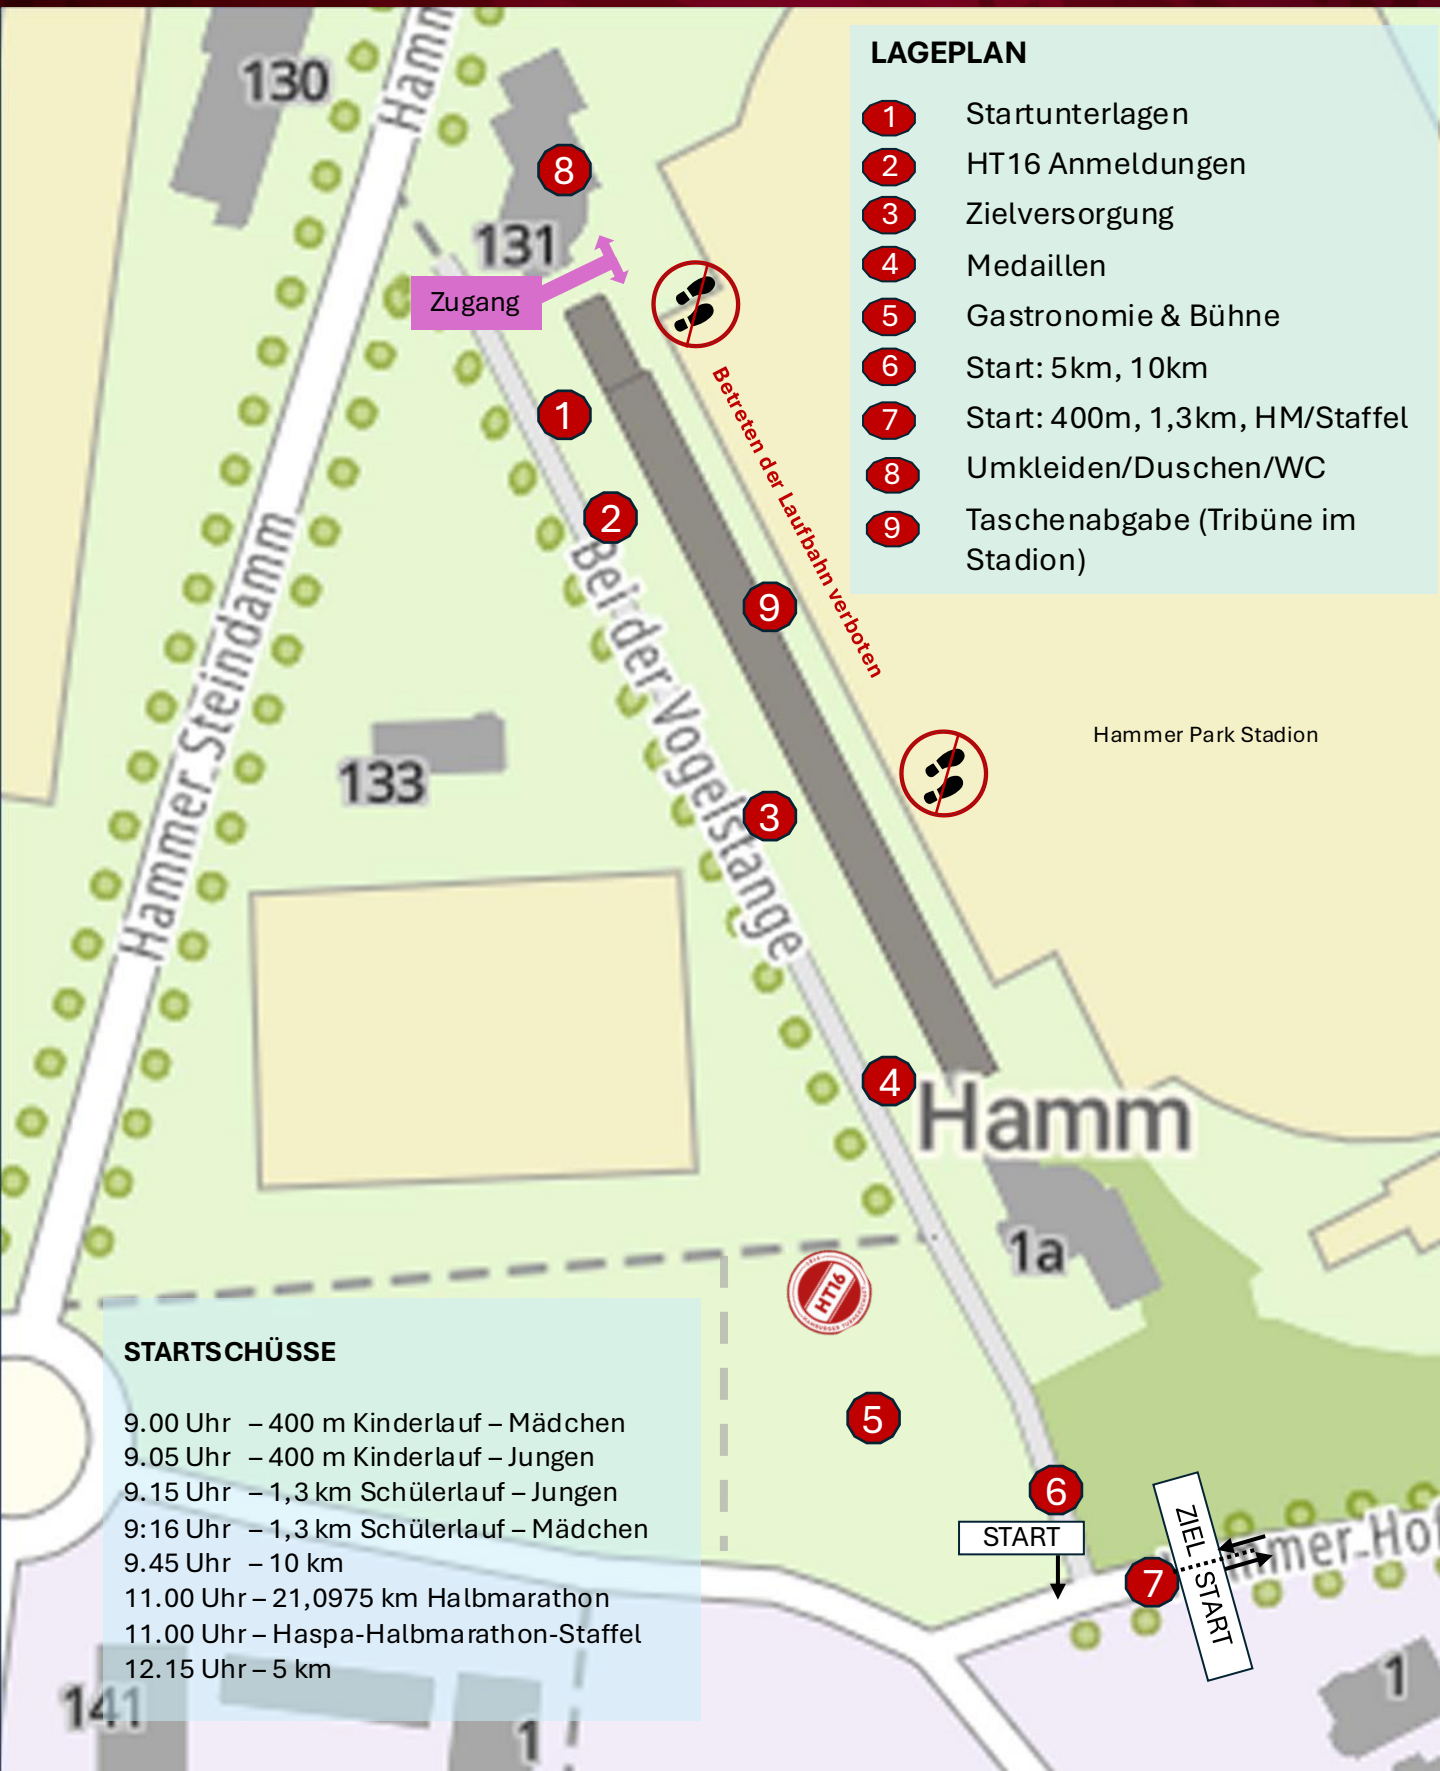 LAGEPLAN
1 Startunterlagen
2 HT16 Anmeldungen
3 Zielversorgung
4 Medaillen
5 Gastronomie & Bühne
6 Start: 5km, 10km
7 Start: 400m, 1,3km, HM/Staffel
8 Umkleiden/Duschen/WC
9 Taschenabgabe (Tribüne im
Stadion)
Hamm
130
8
131
Zugang
1
2
Betreten der Laufbahn verboten
9
Hammer Steindamm
Bei der Vogelstange
Hammer Park Stadion
133
3
4
Hamm
1a
HT16
5
6
START
7
ZIEL START
mmer Hof
STARTSCHÜSSE
9.00 Uhr – 400 m Kinderlauf – Mädchen
9.05 Uhr – 400 m Kinderlauf – Jungen
9.15 Uhr – 1,3 km Schülerlauf – Jungen
9:16 Uhr – 1,3 km Schülerlauf – Mädchen
9.45 Uhr – 10 km
11.00 Uhr – 21,0975 km Halbmarathon
11.00 Uhr – Haspa-Halbmarathon-Staffel
12.15 Uhr – 5 km
141
1
1